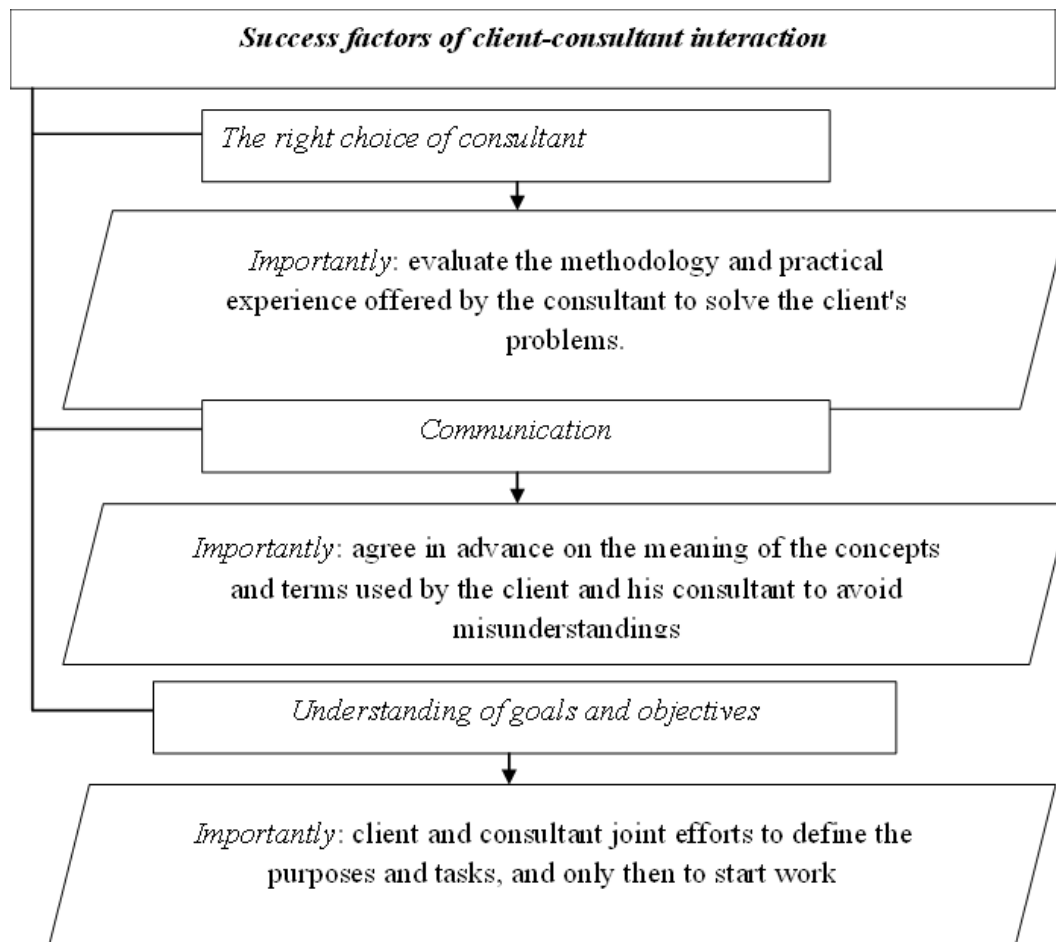 Success factors of client-consultant interaction
The right choice of consultant
Importantly: evaluate the methodology and practical
experience offered by the consultant to solve the client's
problems.
Communication
Importantly: agree in advance on the meaning of the concepts
and terms used by the client and his consultant to avoid
misunderstandings
Understanding of goals and objectives
Importantly: client and consultant joint efforts to define the
purposes and tasks, and only then to start work